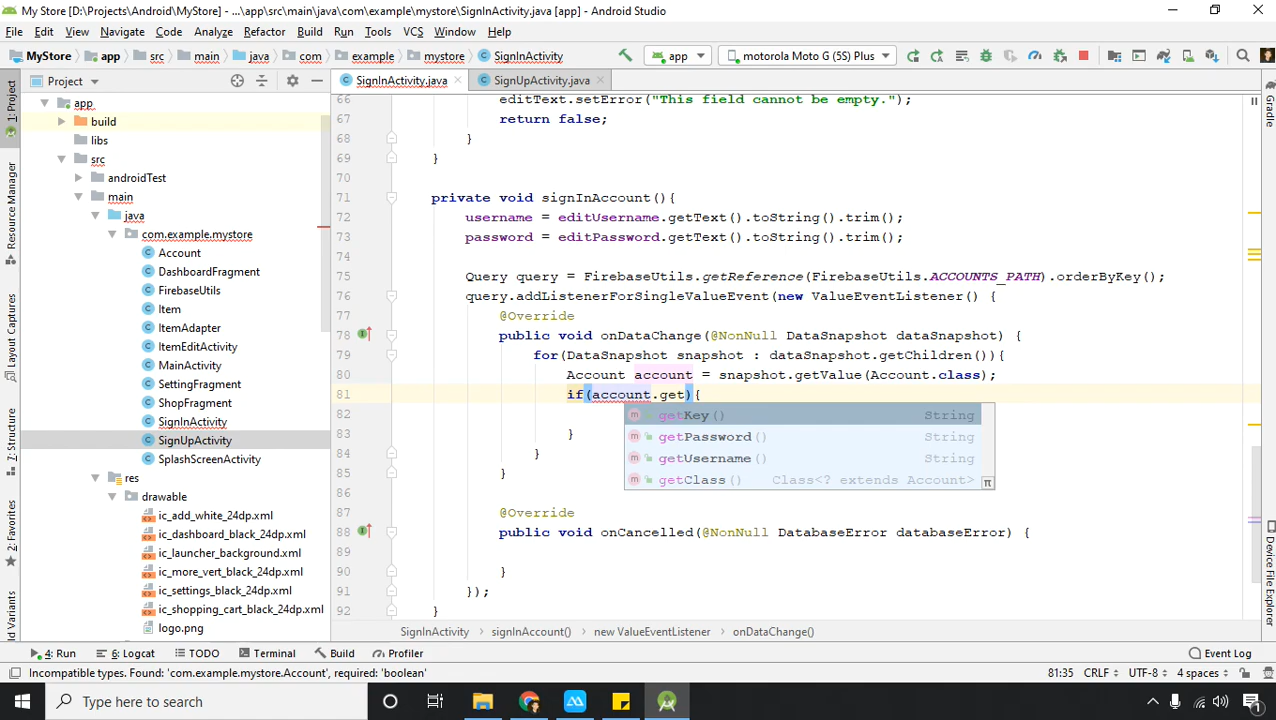 My Store [D:\Projects\Android\MyStore] - ...\app\src\main\java\com\example\mystore\SignInActivity.java [app] - Android Studio
File Edit View Navigate Code Analyze Refactor Build Run Tools VCS Window Help
MyStore app src main java com example mystore SignInActivity app motorola Moto G (5S) Plus
Project SignInActivity.java SignUpActivity.java
1: Project
Resource Manager
Layout Captures
7: Structure
2: Favorites
Gradle
Device File Explorer
app
build
libs
src
androidTest
main
java
com.example.mystore
Account
DashboardFragment
FirebaseUtils
Item
ItemAdapter
ItemEditActivity
MainActivity
SettingFragment
ShopFragment
SignInActivity
SignUpActivity
SplashScreenActivity
res
drawable
ic_add_white_24dp.xml
ic_dashboard_black_24dp.xml
ic_launcher_background.xml
ic_more_vert_black_24dp.xml
ic_settings_black_24dp.xml
ic_shopping_cart_black_24dp.xml
logo.png
66 editText.setError("This field cannot be empty.");
67 return false;
68 }
69 }
70
71 private void signInAccount(){
72 username = editUsername.getText().toString().trim();
73 password = editPassword.getText().toString().trim();
75 Query query = FirebaseUtils.getReference(FirebaseUtils.ACCOUNTS_PATH).orderByKey();
76 query.addListenerForSingleValueEvent(new ValueEventListener() {
77 @Override
78 public void onDataChange(@NonNull DataSnapshot dataSnapshot) {
79 for(DataSnapshot snapshot : dataSnapshot.getChildren()){
80 Account account = snapshot.getValue(Account.class);
81 if(account.get){
82
83 }
84 }
85 }
86
87 @Override
88 public void onCancelled(@NonNull DatabaseError databaseError) {
89
90 }
91 });
92 }
m getKey() String
m getPassword() String
m getUsername() String
m getClass() Class<? extends Account>
π
SignInActivity signInAccount() new ValueEventListener onDataChange()
4: Run 6: Logcat TODO Terminal Build Profiler Event Log
Incompatible types. Found: 'com.example.mystore.Account', required: 'boolean' 81:35 CRLF UTF-8 4 spaces
Type here to search